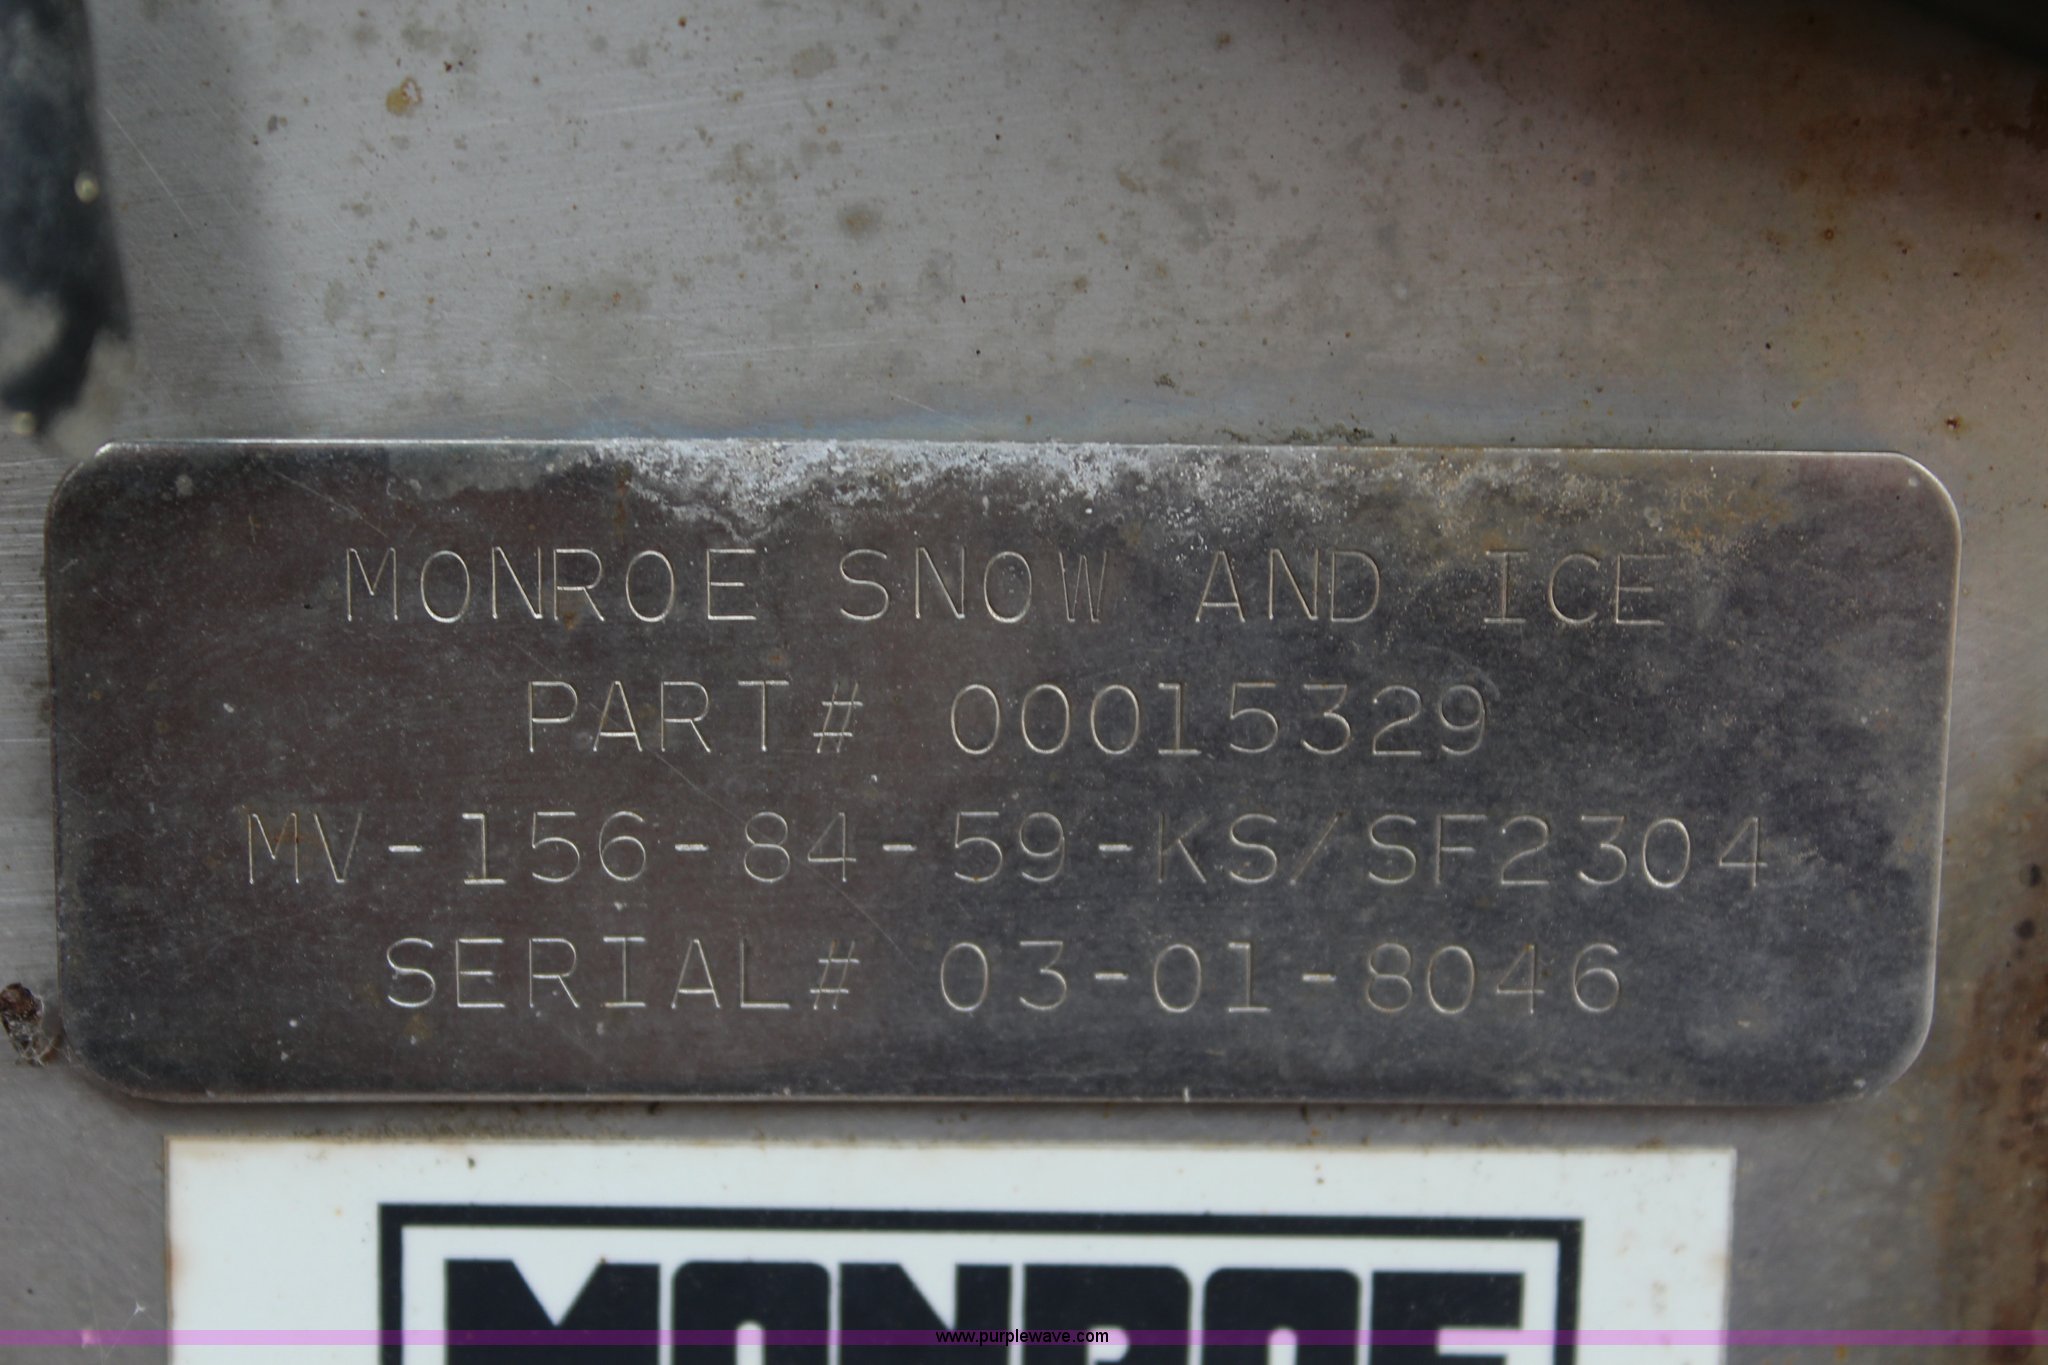 MONROE SNOW AND ICE
PART# 00015329
MV-156-84-59-KS/SF2304
SERIAL# 03-01-8046
MONROE
www.purplewave.com